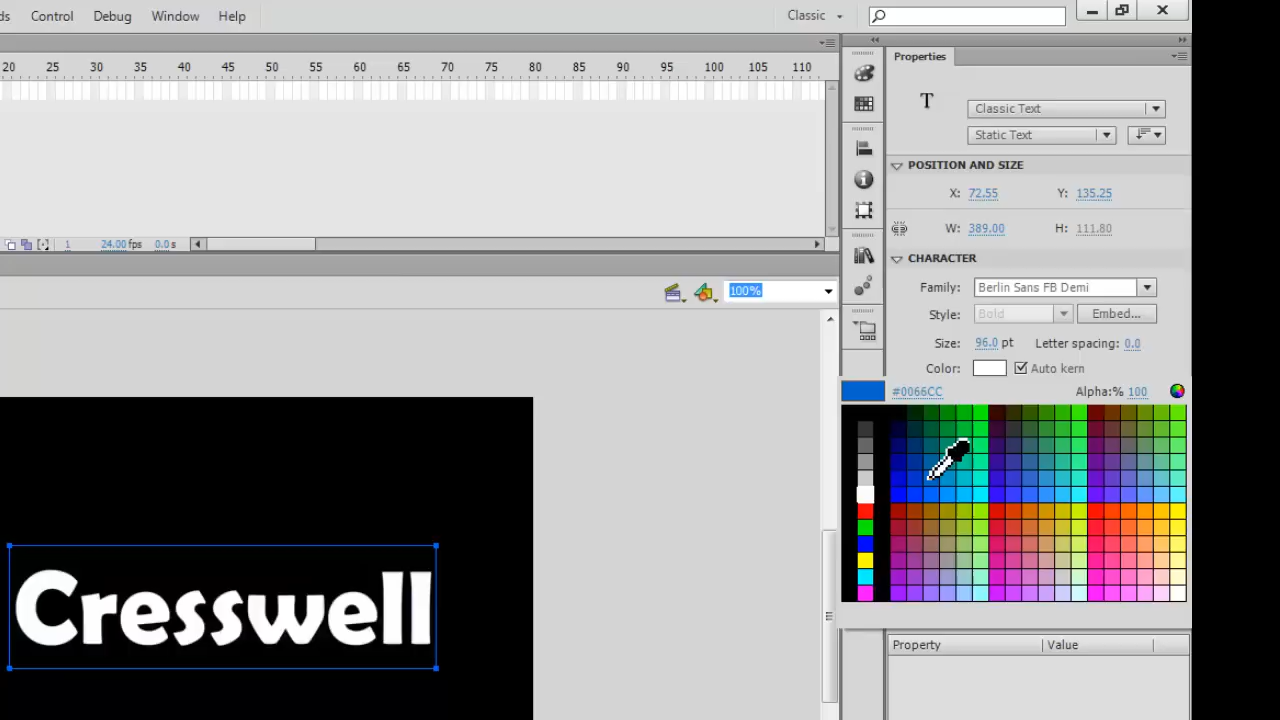 ds Control Debug Window Help
Classic
20 25 30 35 40 45 50 55 60 65 70 75 80 85 90 95 100 105 110
Properties
T
Classic Text
Static Text
POSITION AND SIZE
X: 72.55 Y: 135.25
W: 389.00 H: 111.80
1 24.00 fps 0.0 s
CHARACTER
100%
Family: Berlin Sans FB Demi
Style: Bold Embed...
Size: 96.0 pt Letter spacing: 0.0
Color: Auto kern
#0066CC Alpha:% 100
Cresswell
Property Value